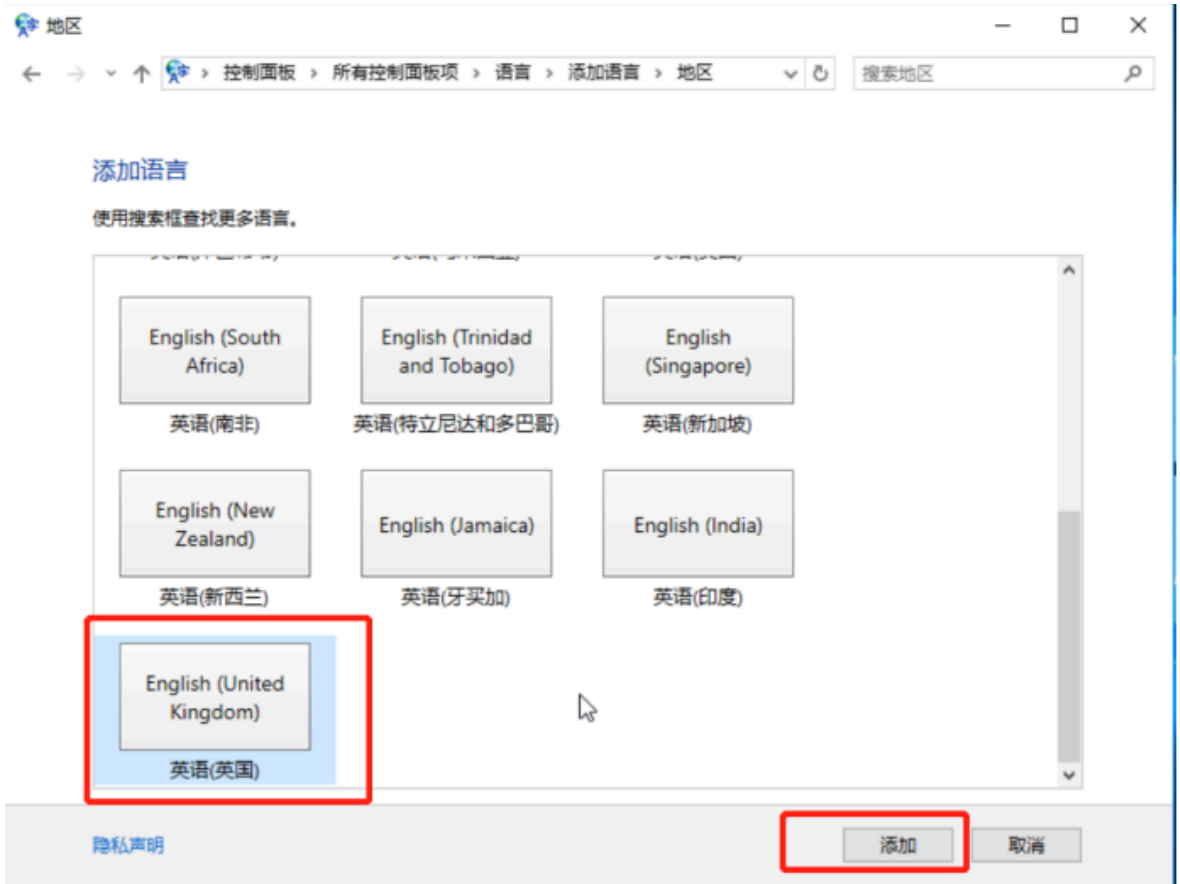 地区
控制面板 › 所有控制面板项 › 语言 › 添加语言 › 地区
搜索地区
添加语言
使用搜索框查找更多语言。
English (South
Africa)
英语(南非)
English (Trinidad
and Tobago)
英语(特立尼达和多巴哥)
English
(Singapore)
英语(新加坡)
English (New
Zealand)
英语(新西兰)
English (Jamaica)
英语(牙买加)
English (India)
英语(印度)
English (United
Kingdom)
英语(英国)
隐私声明
添加
取消